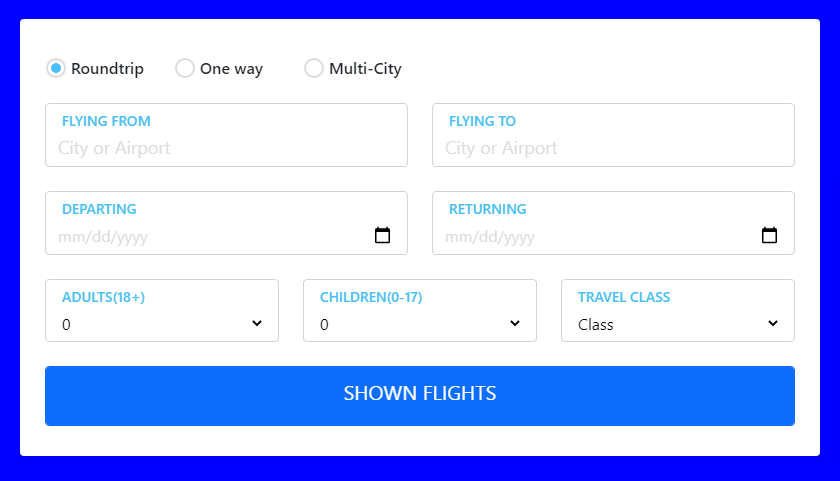 Roundtrip One way Multi-City
FLYING FROM FLYING TO
City or Airport City or Airport
DEPARTING RETURNING
mm/dd/yyyy mm/dd/yyyy
ADULTS(18+) CHILDREN(0-17) TRAVEL CLASS
0 0 Class
SHOWN FLIGHTS